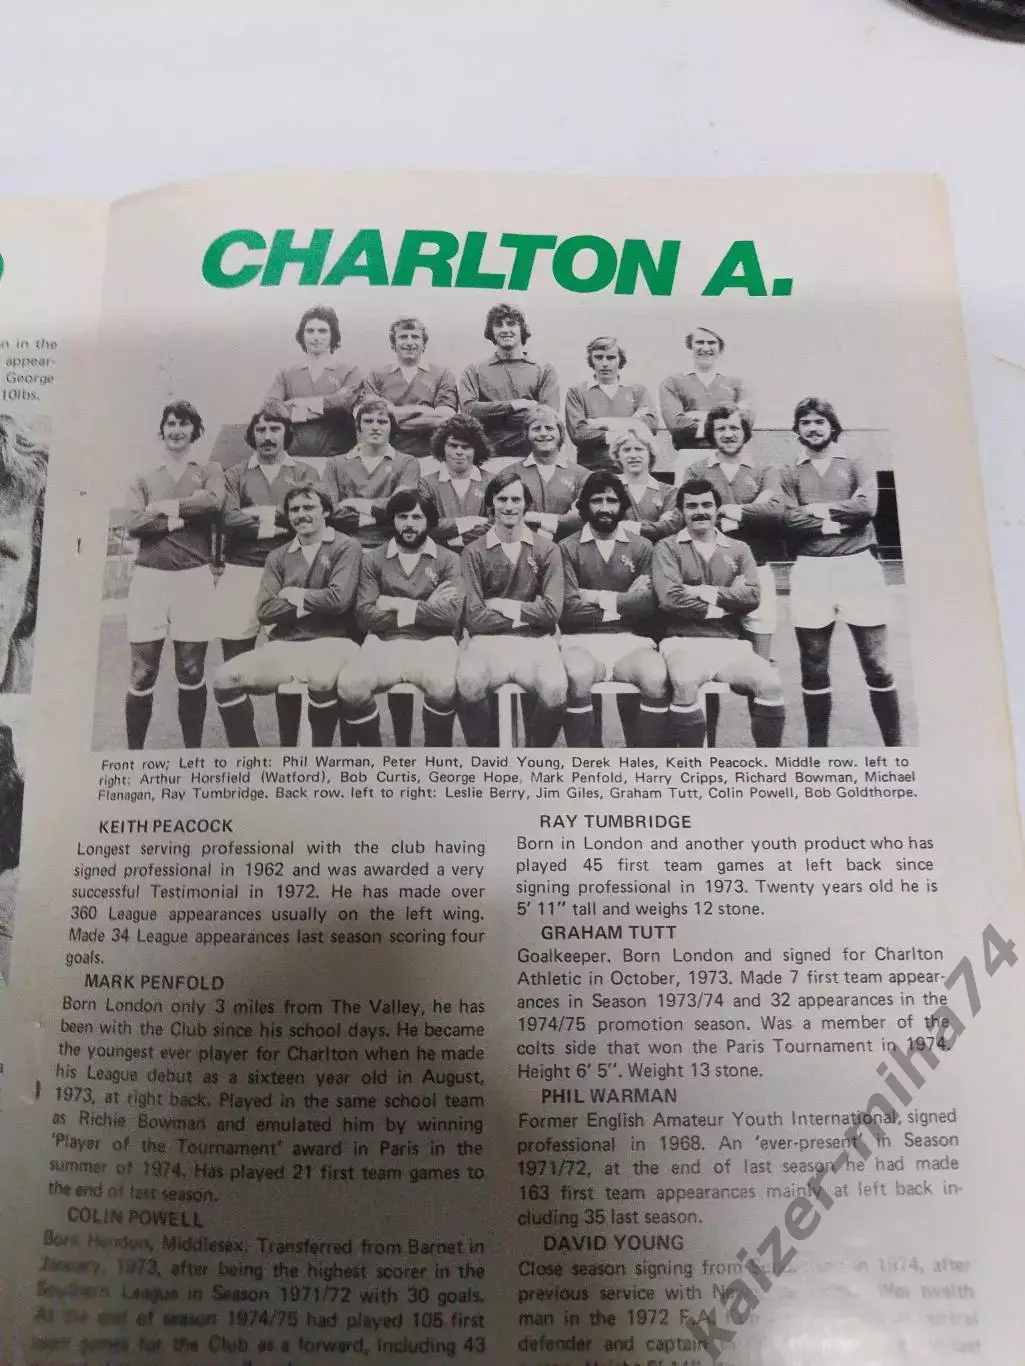 CHARLTON A.
n in the
appear-
George
10lbs.
Front row; Left to right: Phil Warman, Peter Hunt, David Young, Derek Hales, Keith Peacock. Middle row. left to
right: Arthur Horsfield (Watford), Bob Curtis, George Hope, Mark Penfold, Harry Cripps, Richard Bowman, Michael
Flanagan, Ray Tumbridge. Back row. left to right: Leslie Berry, Jim Giles, Graham Tutt, Colin Powell, Bob Goldthorpe.
KEITH PEACOCK
Longest serving professional with the club having
signed professional in 1962 and was awarded a very
successful Testimonial in 1972. He has made over
360 League appearances usually on the left wing.
Made 34 League appearances last season scoring four
goals.
MARK PENFOLD
Born London only 3 miles from The Valley, he has
been with the Club since his school days. He became
the youngest ever player for Charlton when he made
his League debut as a sixteen year old in August,
1973, at right back. Played in the same school team
as Richie Bowman and emulated him by winning
'Player of the Tournament' award in Paris in the
summer of 1974. Has played 21 first team games to
the end of last season.
COLIN POWELL
Born Hendon, Middlesex. Transferred from Barnet in
January, 1973, after being the highest scorer in the
Southern League in Season 1971/72 with 30 goals.
At the end of season 1974/75 had played 105 first
team games for the Club as a forward, including 43
RAY TUMBRIDGE
Born in London and another youth product who has
played 45 first team games at left back since
signing professional in 1973. Twenty years old he is
5' 11" tall and weighs 12 stone.
GRAHAM TUTT
Goalkeeper. Born London and signed for Charlton
Athletic in October, 1973. Made 7 first team appear-
ances in Season 1973/74 and 32 appearances in the
1974/75 promotion season. Was a member of the
colts side that won the Paris Tournament in 1974.
Height 6' 5". Weight 13 stone.
PHIL WARMAN
Former English Amateur Youth International, signed
professional in 1968. An 'ever-present' in Season
1971/72, at the end of last season he had made
163 first team appearances mainly at left back in-
cluding 35 last season.
DAVID YOUNG
Close season signing from in 1974, after
previous service with Was twelfth
man in the 1972 F.A. central
defender and captain
kaizer-miha74